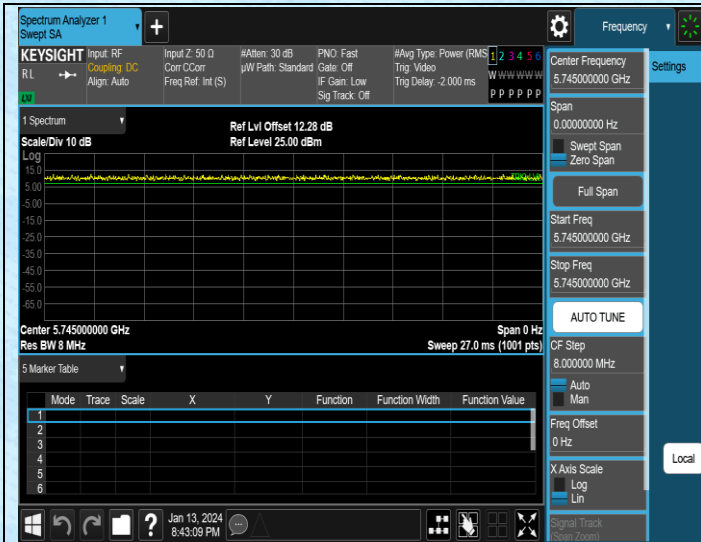 Spectrum Analyzer 1
Swept SA
Frequency
KEYSIGHT
RL
LXI
Input: RF
Coupling: DC
Align: Auto
Input Z: 50 Ω
Corr CCorr
Freq Ref: Int (S)
#Atten: 30 dB
µW Path: Standard
PNO: Fast
Gate: Off
IF Gain: Low
Sig Track: Off
#Avg Type: Power (RMS
Trig: Video
Trig Delay: -2.000 ms
1 2 3 4 5 6
W W W W W W
P P P P P P
1 Spectrum
Scale/Div 10 dB
Ref Lvl Offset 12.28 dB
Ref Level 25.00 dBm
Log
15.0
5.00
-5.00
-15.0
-25.0
-35.0
-45.0
-55.0
-65.0
Center 5.745000000 GHz
Res BW 8 MHz
Span 0 Hz
Sweep 27.0 ms (1001 pts)
5 Marker Table
Mode Trace Scale X Y Function Function Width Function Value
1
2
3
4
5
6
Jan 13, 2024
8:43:09 PM
Center Frequency
5.745000000 GHz
Span
0.00000000 Hz
Swept Span
Zero Span
Full Span
Start Freq
5.745000000 GHz
Stop Freq
5.745000000 GHz
AUTO TUNE
CF Step
8.000000 MHz
Auto
Man
Freq Offset
0 Hz
X Axis Scale
Log
Lin
Signal Track
(Span Zoom)
Settings
Local